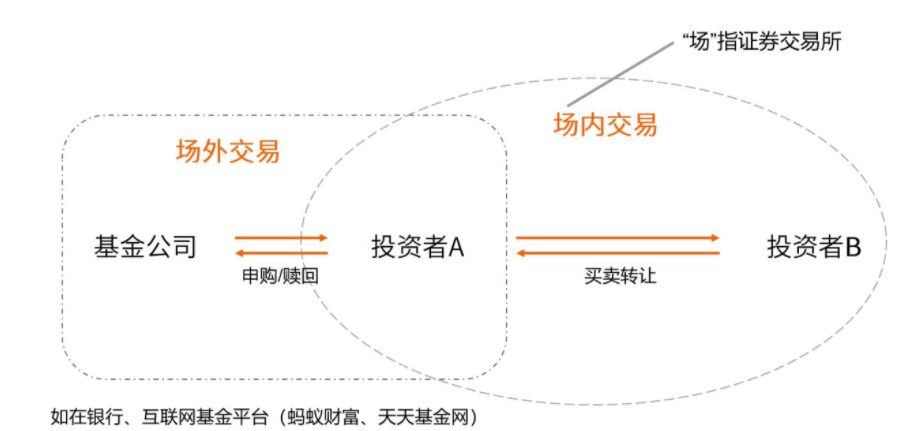 “场”指证券交易所
场内交易
场外交易
基金公司
投资者A
投资者B
申购/赎回
买卖转让
如在银行、互联网基金平台（蚂蚁财富、天天基金网）